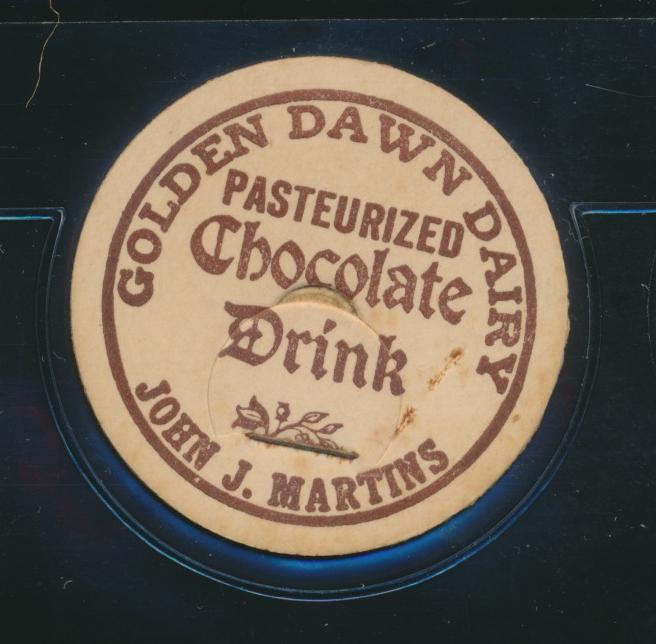 GOLDEN DAWN DAIRY
PASTEURIZED
Chocolate
Drink
JOHN J. MARTINS